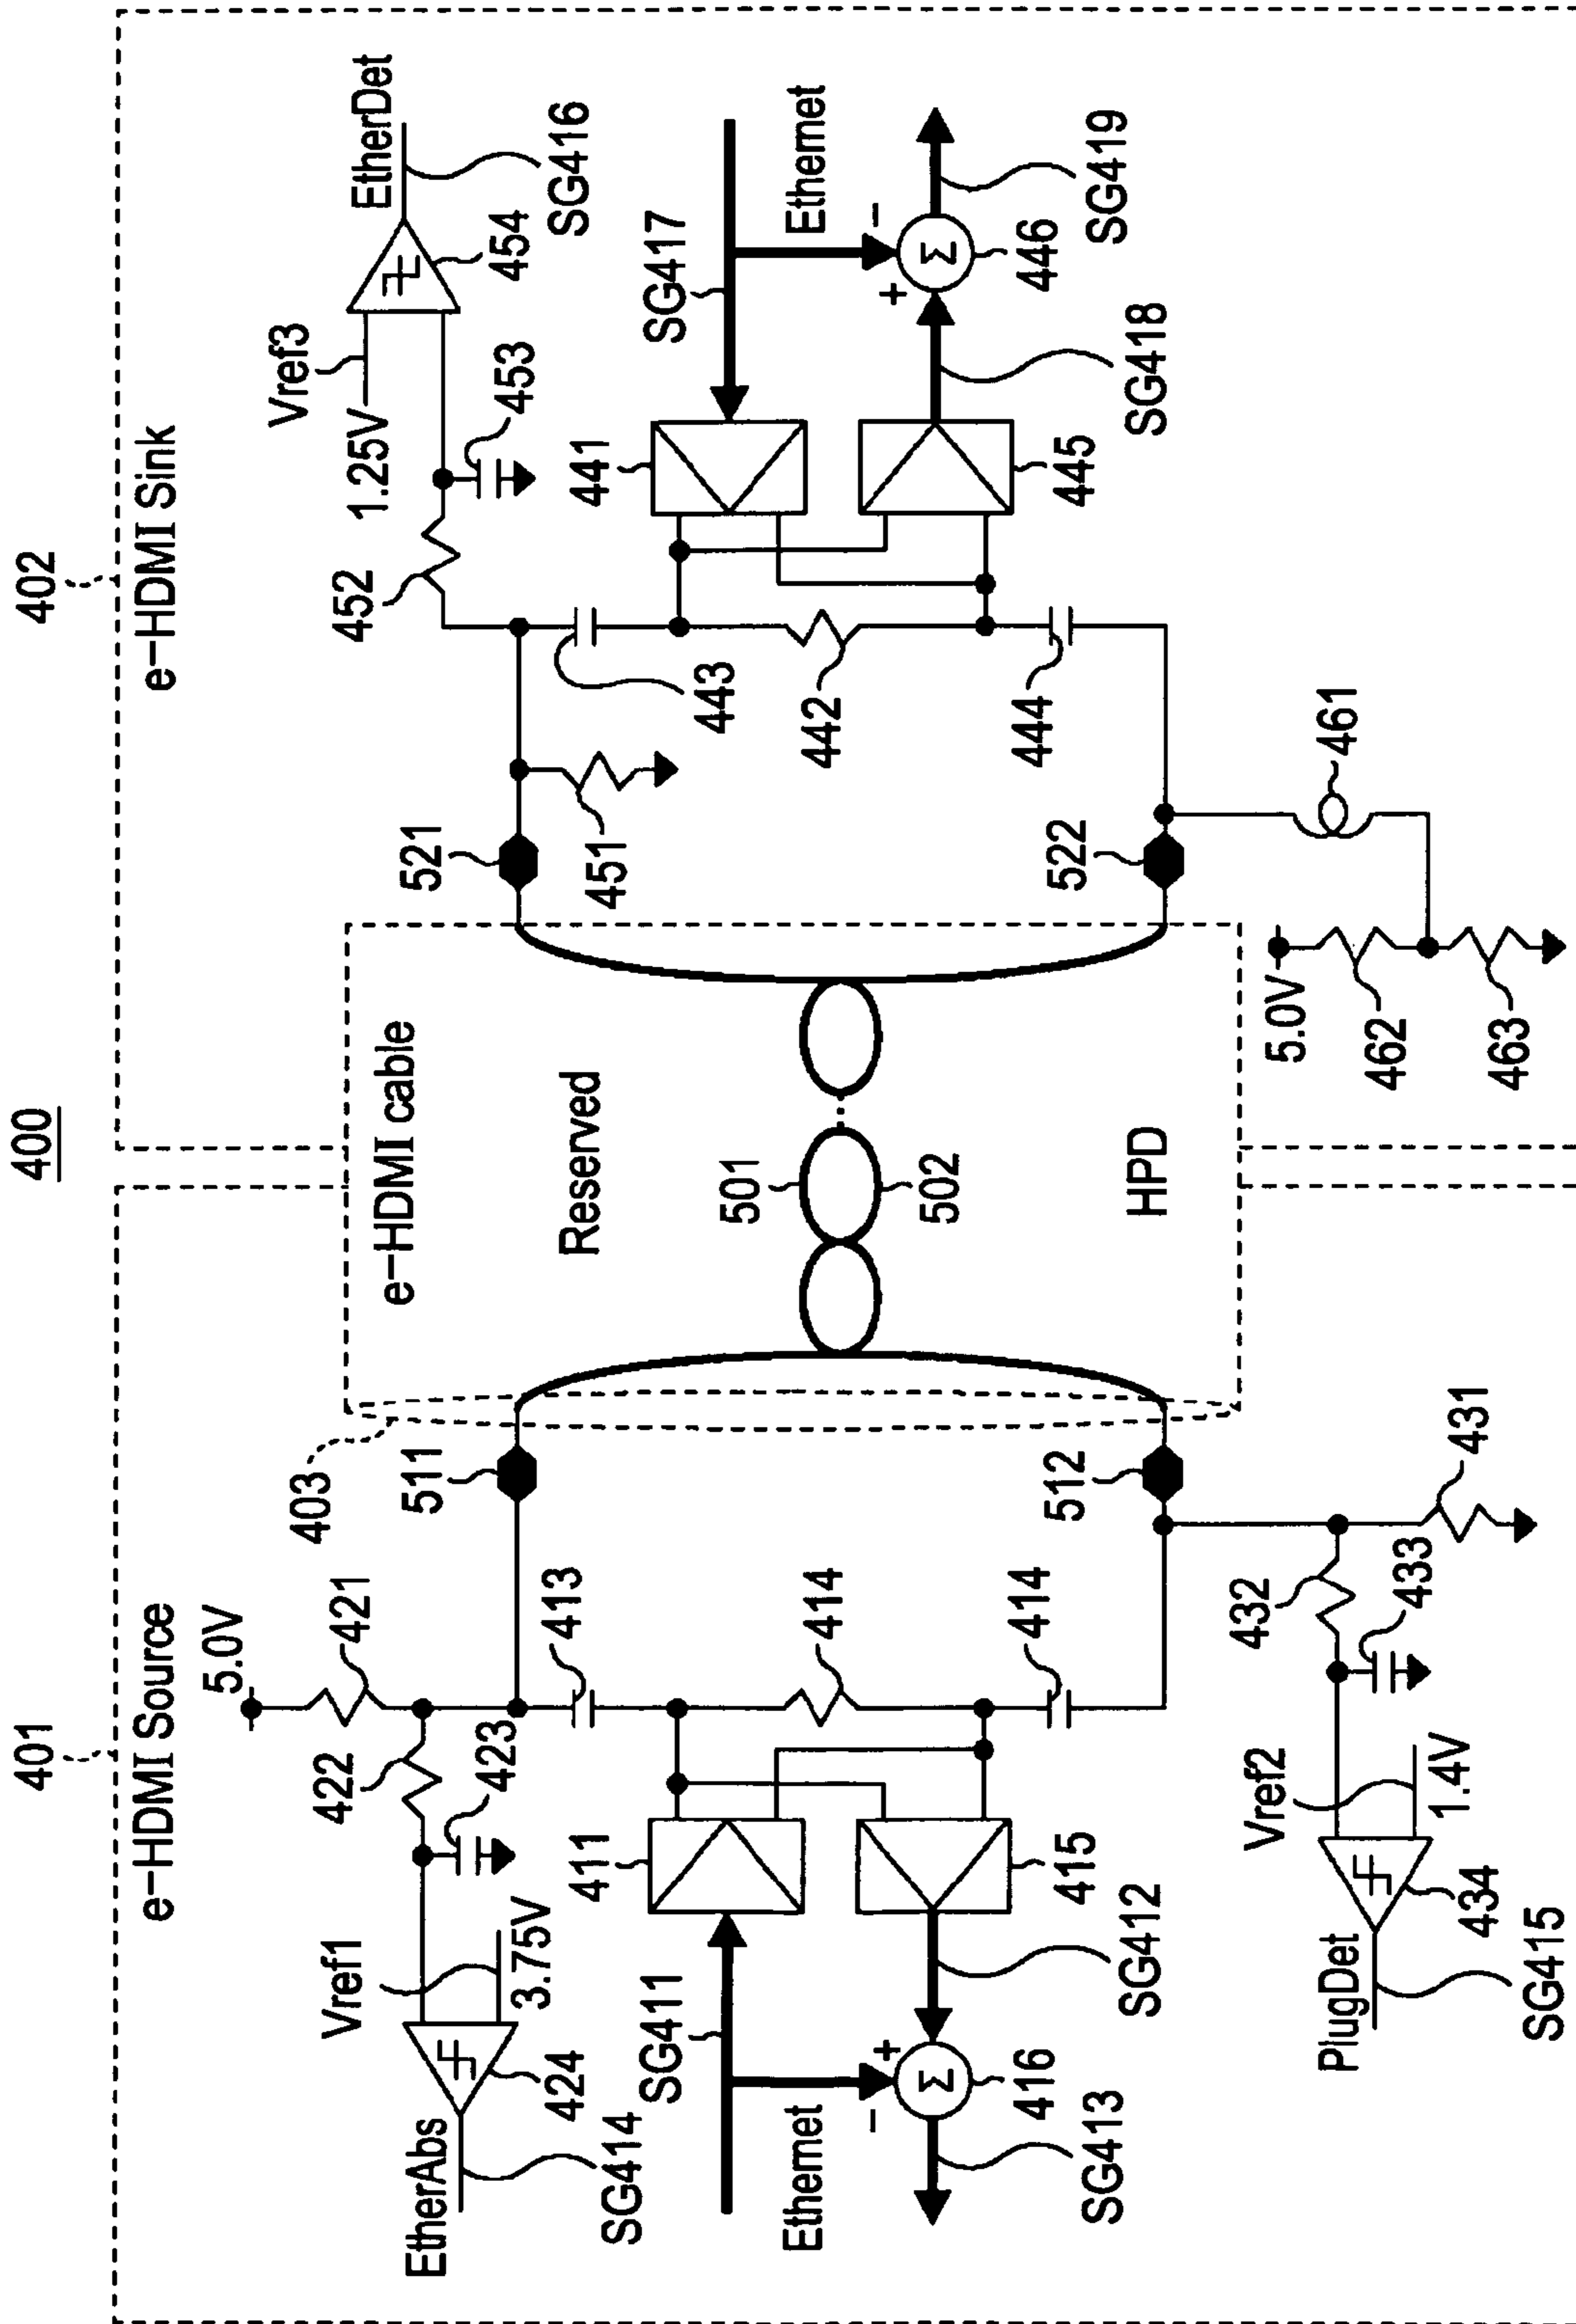 400
401
402
e-HDMI Source
e-HDMI cable
e-HDMI Sink
5.0V
421
422
423
Vref1
3.75V
424
EtherAbs
SG414
SG411
411
413
414
414
415
SG412
Ethernet
+
−
Σ
416
SG413
403
511
512
431
432
433
Vref2
1.4V
434
PlugDet
SG415
Reserved
501
502
HPD
521
522
451
452
453
Vref3
1.25V
454
EtherDet
SG416
SG417
441
443
442
444
445
SG418
Ethernet
+
−
Σ
446
SG419
461
5.0V
462
463